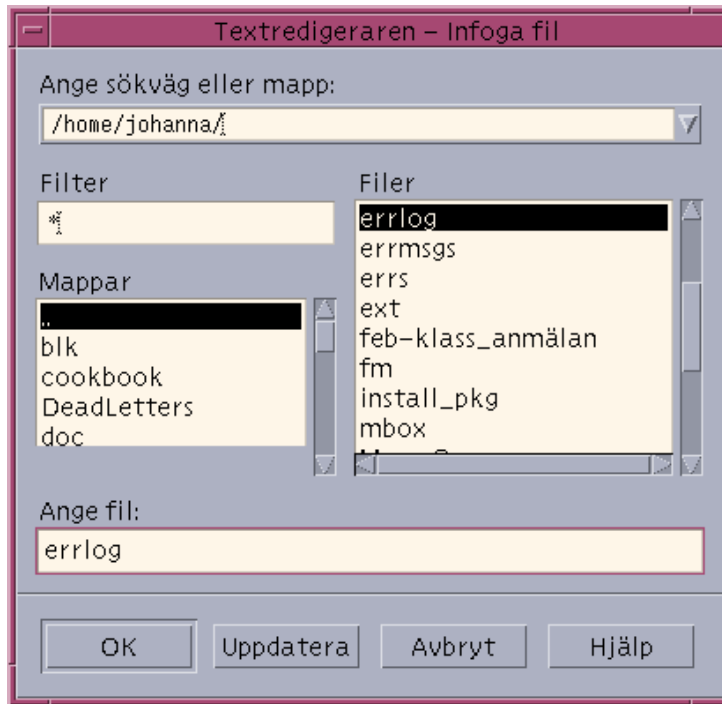 Textredigeraren – Infoga fil
Ange sökväg eller mapp:
/home/johanna/
Filter
*
Mappar
..
blk
cookbook
DeadLetters
doc
Filer
errlog
errmsgs
errs
ext
feb–klass_anmälan
fm
install_pkg
mbox
Ange fil:
errlog
OK
Uppdatera
Avbryt
Hjälp